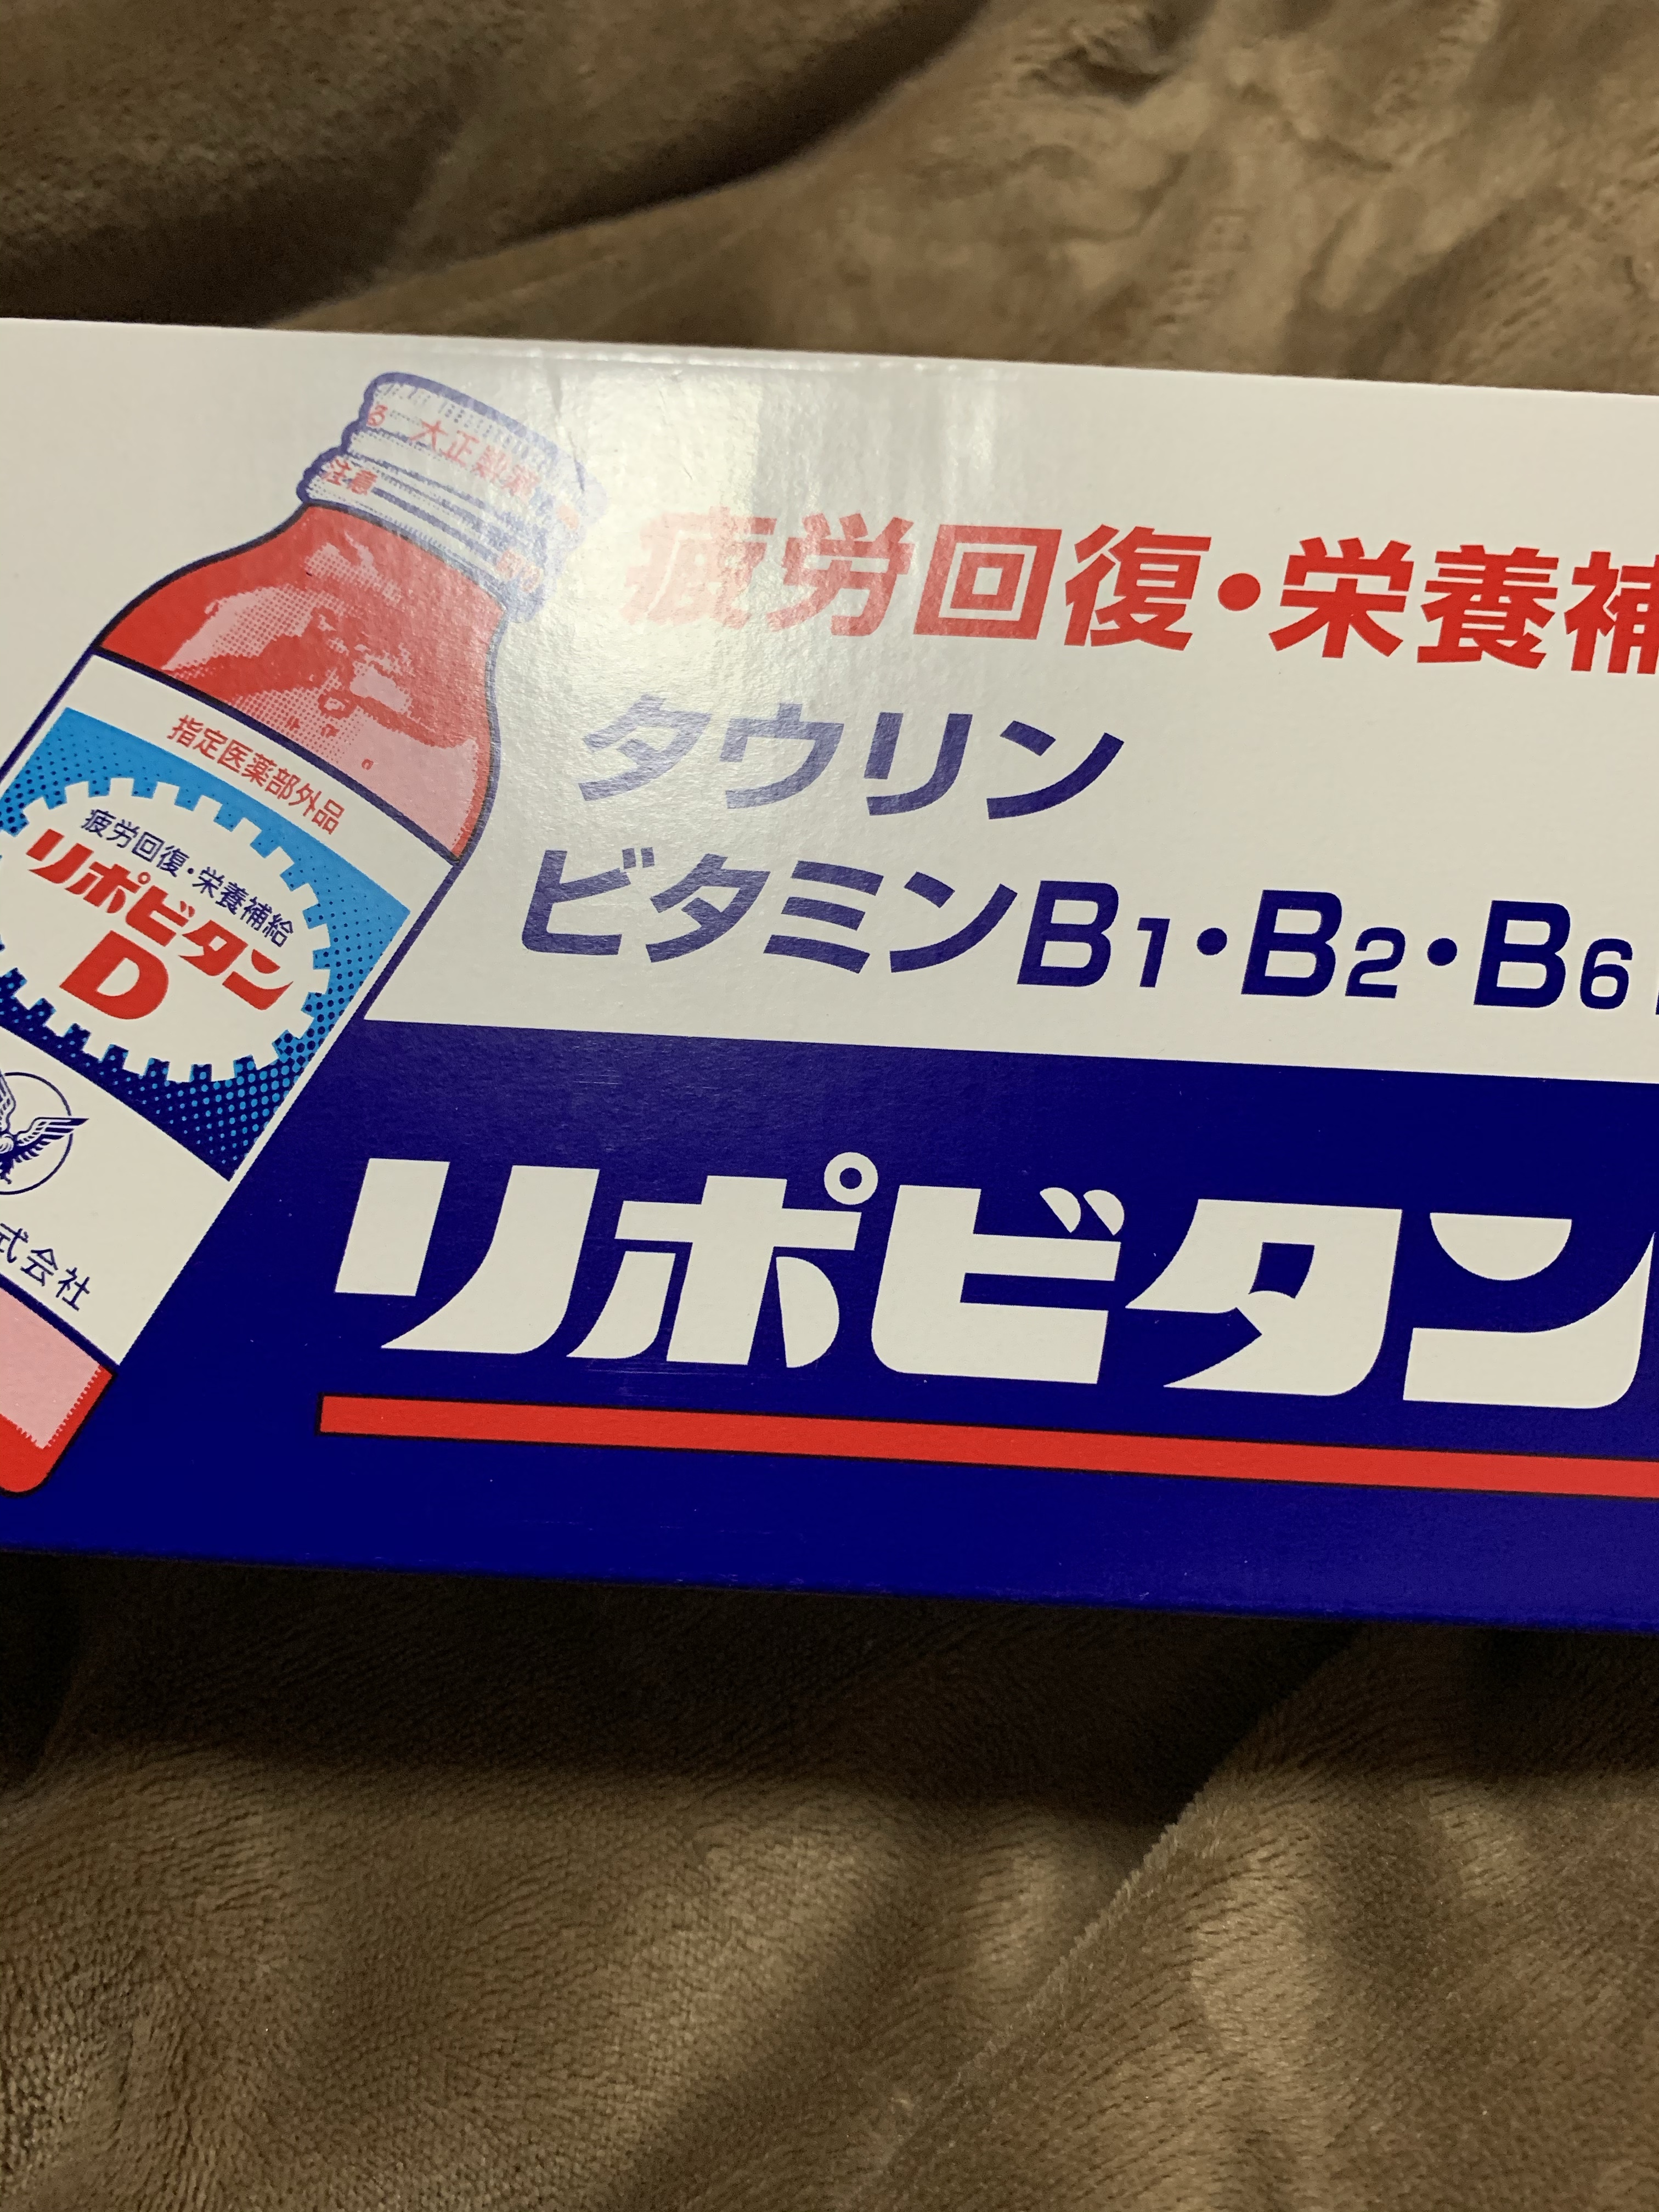 大正製薬
注意
疲労回復・栄養補
タウリン
ビタミンB1・B2・B6
指定医薬部外品
疲労回復・栄養補給
リポビタン
D
式会社
リポビタン